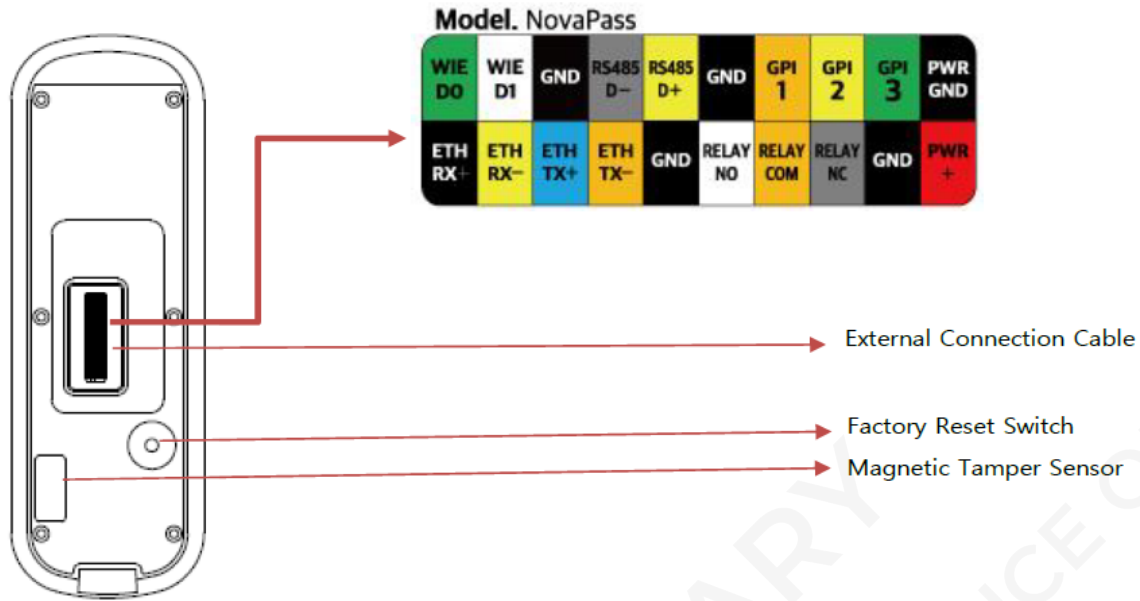 Model. NovaPass
WIE D0 WIE D1 GND RS485 D− RS485 D+ GND GPI 1 GPI 2 GPI 3 PWR GND
ETH RX+ ETH RX− ETH TX+ ETH TX− GND RELAY NO RELAY COM RELAY NC GND PWR +
External Connection Cable
Factory Reset Switch
Magnetic Tamper Sensor